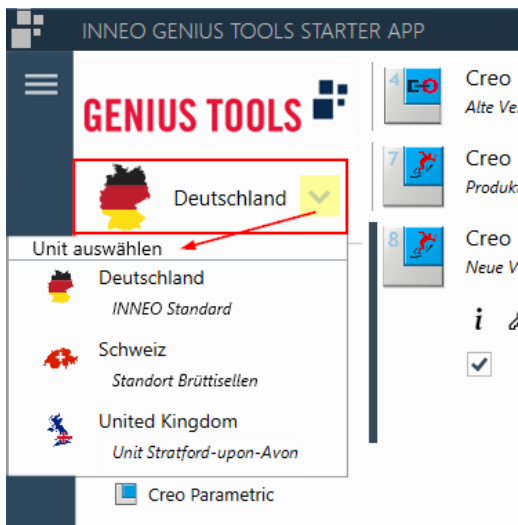 INNEO GENIUS TOOLS STARTER APP
GENIUS TOOLS
Deutschland
Unit auswählen
Deutschland
INNEO Standard
Schweiz
Standort Brüttisellen
United Kingdom
Unit Stratford-upon-Avon
Creo Parametric
4
Creo
Alte Ve
7
Creo
Produkt
8
Creo
Neue V
i